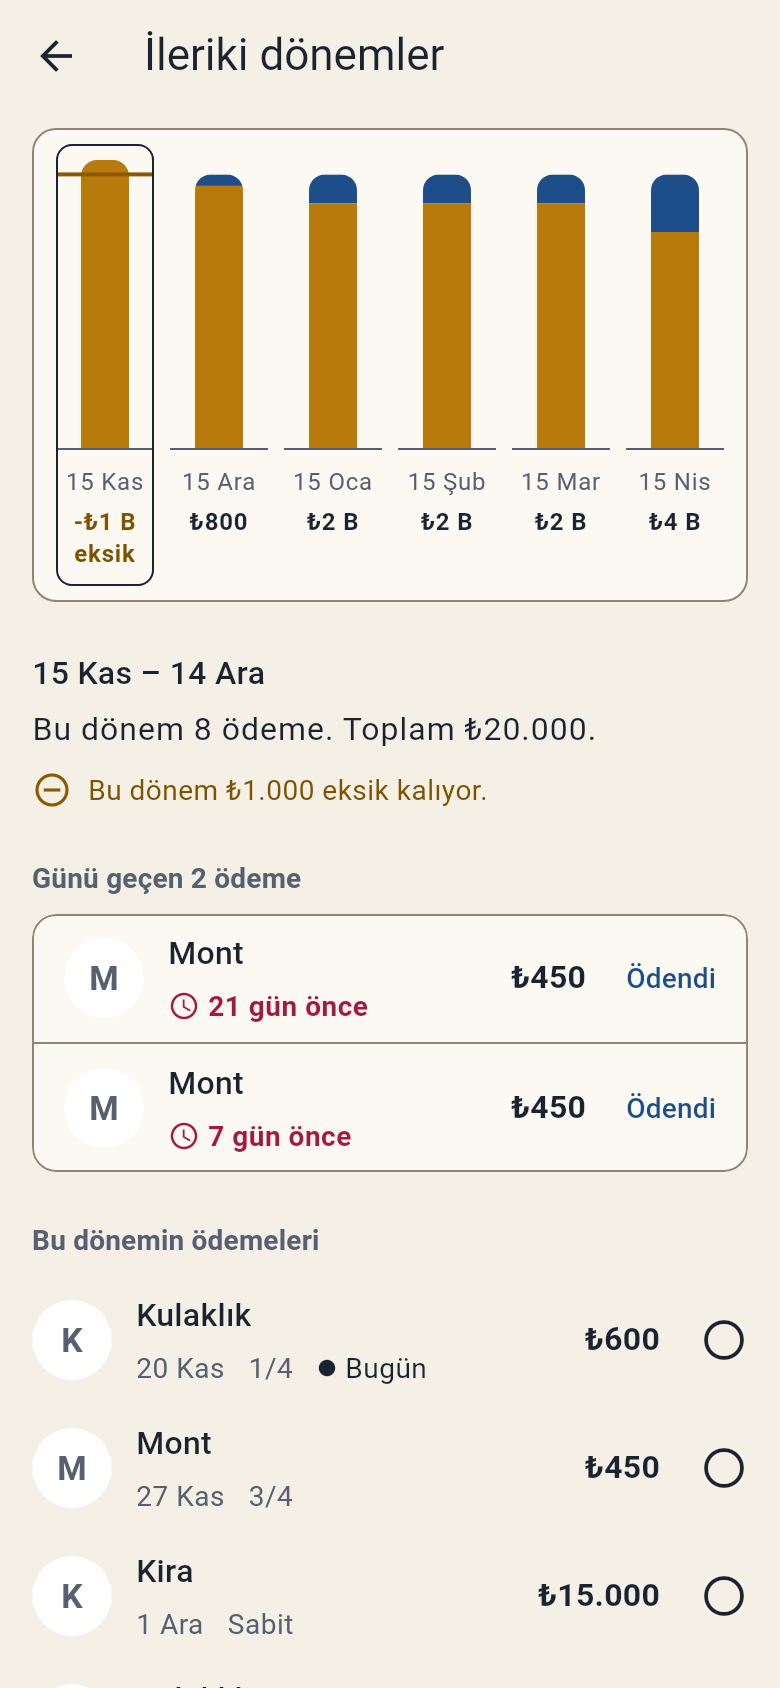 İleriki dönemler
15 Kas
-₺1 B
eksik
15 Ara
₺800
15 Oca
₺2 B
15 Şub
₺2 B
15 Mar
₺2 B
15 Nis
₺4 B
15 Kas – 14 Ara
Bu dönem 8 ödeme. Toplam ₺20.000.
Bu dönem ₺1.000 eksik kalıyor.
Günü geçen 2 ödeme
M
Mont
21 gün önce
₺450
Ödendi
M
Mont
7 gün önce
₺450
Ödendi
Bu dönemin ödemeleri
K
Kulaklık
20 Kas 1/4 ● Bugün
₺600
M
Mont
27 Kas 3/4
₺450
K
Kira
1 Ara Sabit
₺15.000